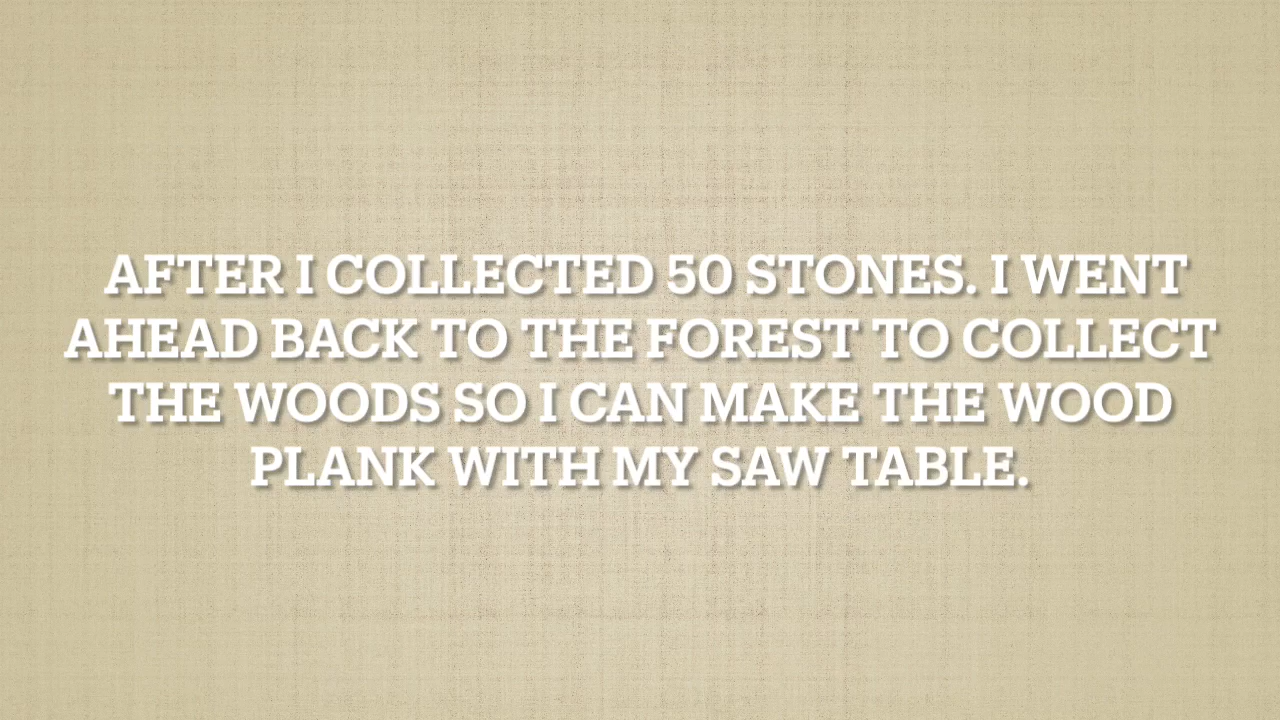 AFTER I COLLECTED 50 STONES. I WENT
AHEAD BACK TO THE FOREST TO COLLECT
THE WOODS SO I CAN MAKE THE WOOD
PLANK WITH MY SAW TABLE.